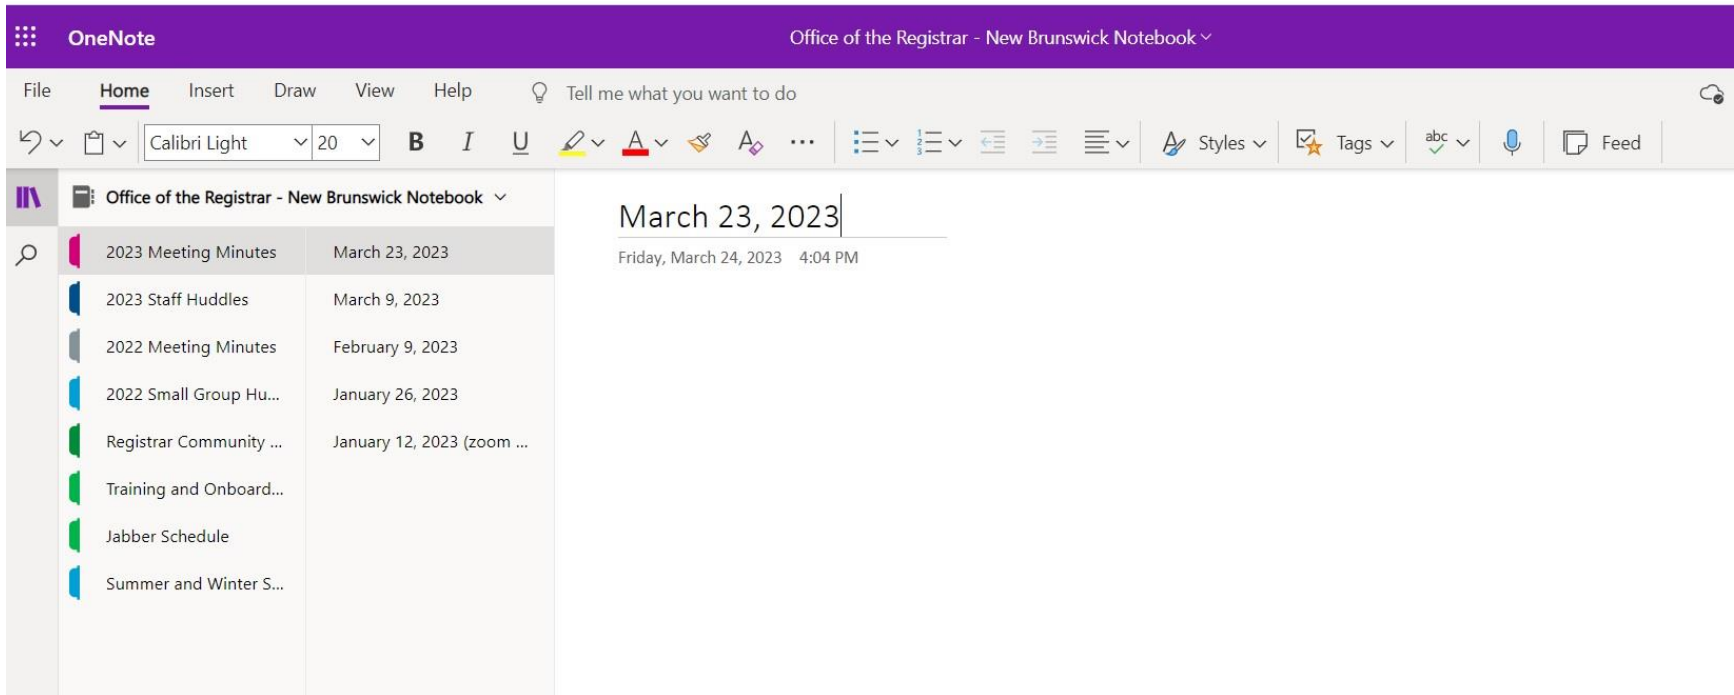 OneNote
Office of the Registrar - New Brunswick Notebook
File Home Insert Draw View Help Tell me what you want to do
Calibri Light 20 B I U A A ... 1 2 3 Styles Tags abc Feed
Office of the Registrar - New Brunswick Notebook
2023 Meeting Minutes
2023 Staff Huddles
2022 Meeting Minutes
2022 Small Group Hu...
Registrar Community ...
Training and Onboard...
Jabber Schedule
Summer and Winter S...
March 23, 2023
March 9, 2023
February 9, 2023
January 26, 2023
January 12, 2023 (zoom ...
March 23, 2023
Friday, March 24, 2023 4:04 PM